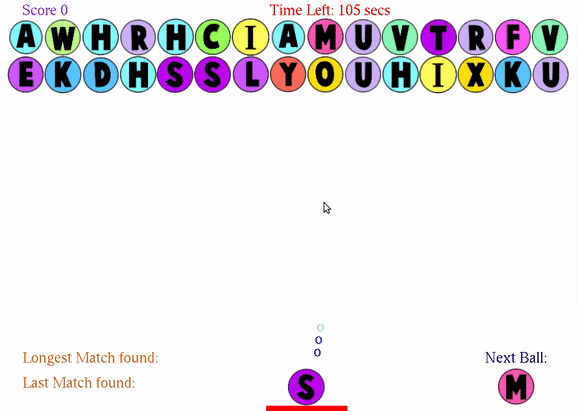 Score 0 Time Left: 105 secs
A W H R H C I A M U V T R F V
E K D H S S L Y O U H I X K U
o
o
o
Longest Match found: Next Ball:
Last Match found: S M